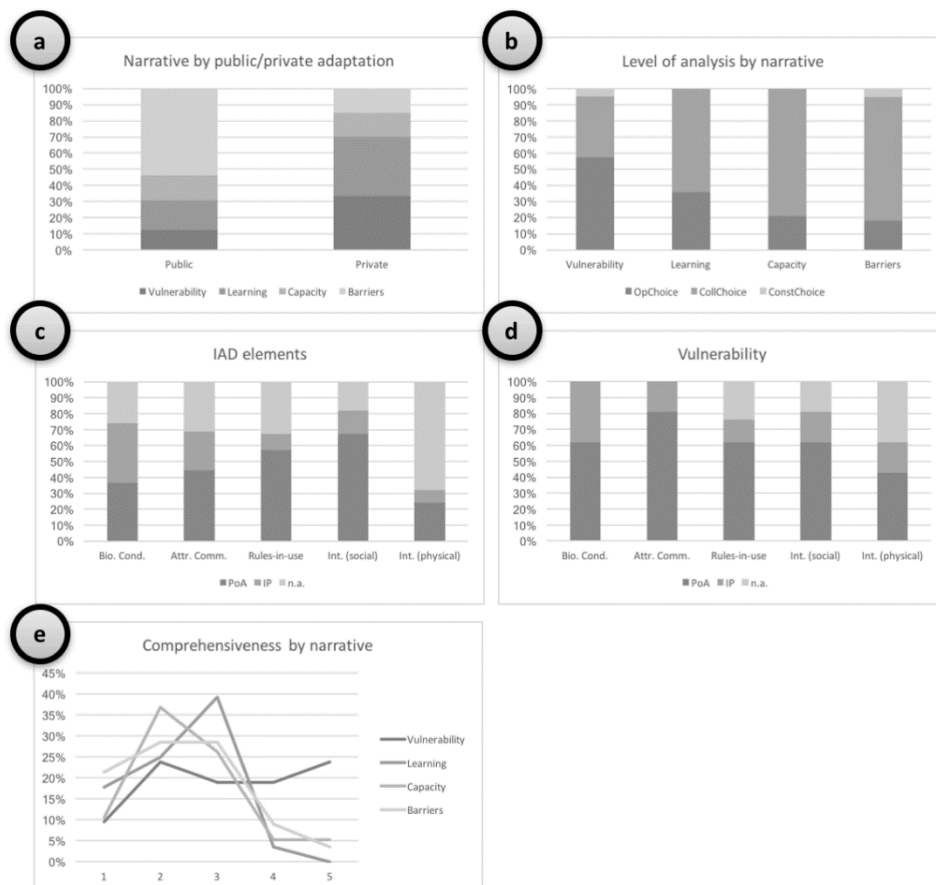 a
Narrative by public/private adaptation
100%
90%
80%
70%
60%
50%
40%
30%
20%
10%
0%
Public Private
Vulnerability Learning Capacity Barriers
b
Level of analysis by narrative
100%
90%
80%
70%
60%
50%
40%
30%
20%
10%
0%
Vulnerability Learning Capacity Barriers
OpChoice CollChoice ConstChoice
c
IAD elements
100%
90%
80%
70%
60%
50%
40%
30%
20%
10%
0%
Bio. Cond. Attr. Comm. Rules-in-use Int. (social) Int. (physical)
PoA IP n.a.
d
Vulnerability
100%
90%
80%
70%
60%
50%
40%
30%
20%
10%
0%
Bio. Cond. Attr. Comm. Rules-in-use Int. (social) Int. (physical)
PoA IP n.a.
e
Comprehensiveness by narrative
45%
40%
35%
30%
25%
20%
15%
10%
5%
0%
1 2 3 4 5
Vulnerability
Learning
Capacity
Barriers